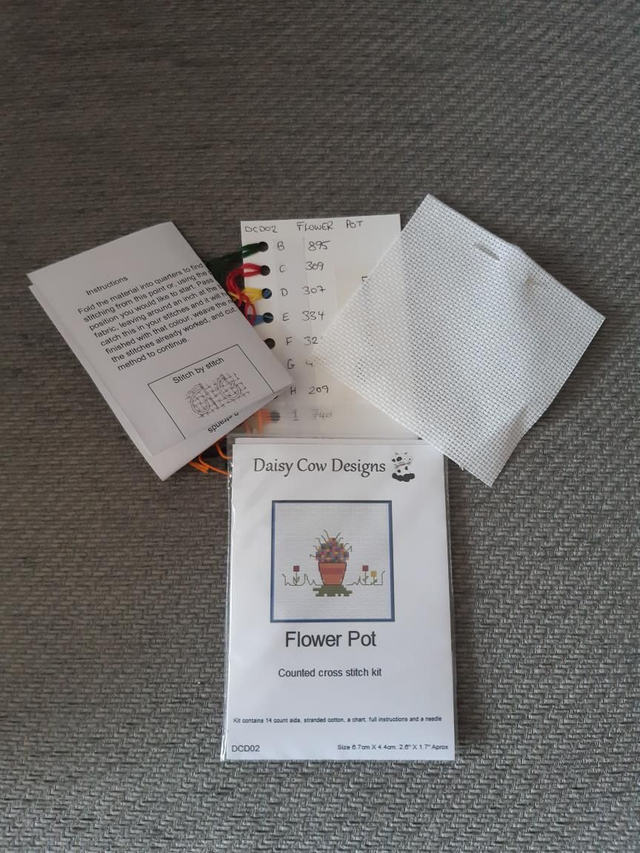 DCD02 FLOWER POT
B 895
C 309
D 307
E 334
F 32
G
H 209
1
Instructions
Fold the material into quarters to find
stitching from this point or, using the
position you would like to start. Pass
fabric, leaving around an inch at the
catch this in your stitches and it will
finished with that colour, weave the
the stitches already worked, and cut
method to continue.
Stitch by stitch
strands
Daisy Cow Designs
Flower Pot
Counted cross stitch kit
Kit contains 14 count aida, stranded cotton, a chart, full instructions and a needle
DCD02 Size 6.7cm X 4.4cm. 2.6" X 1.7" Aprox